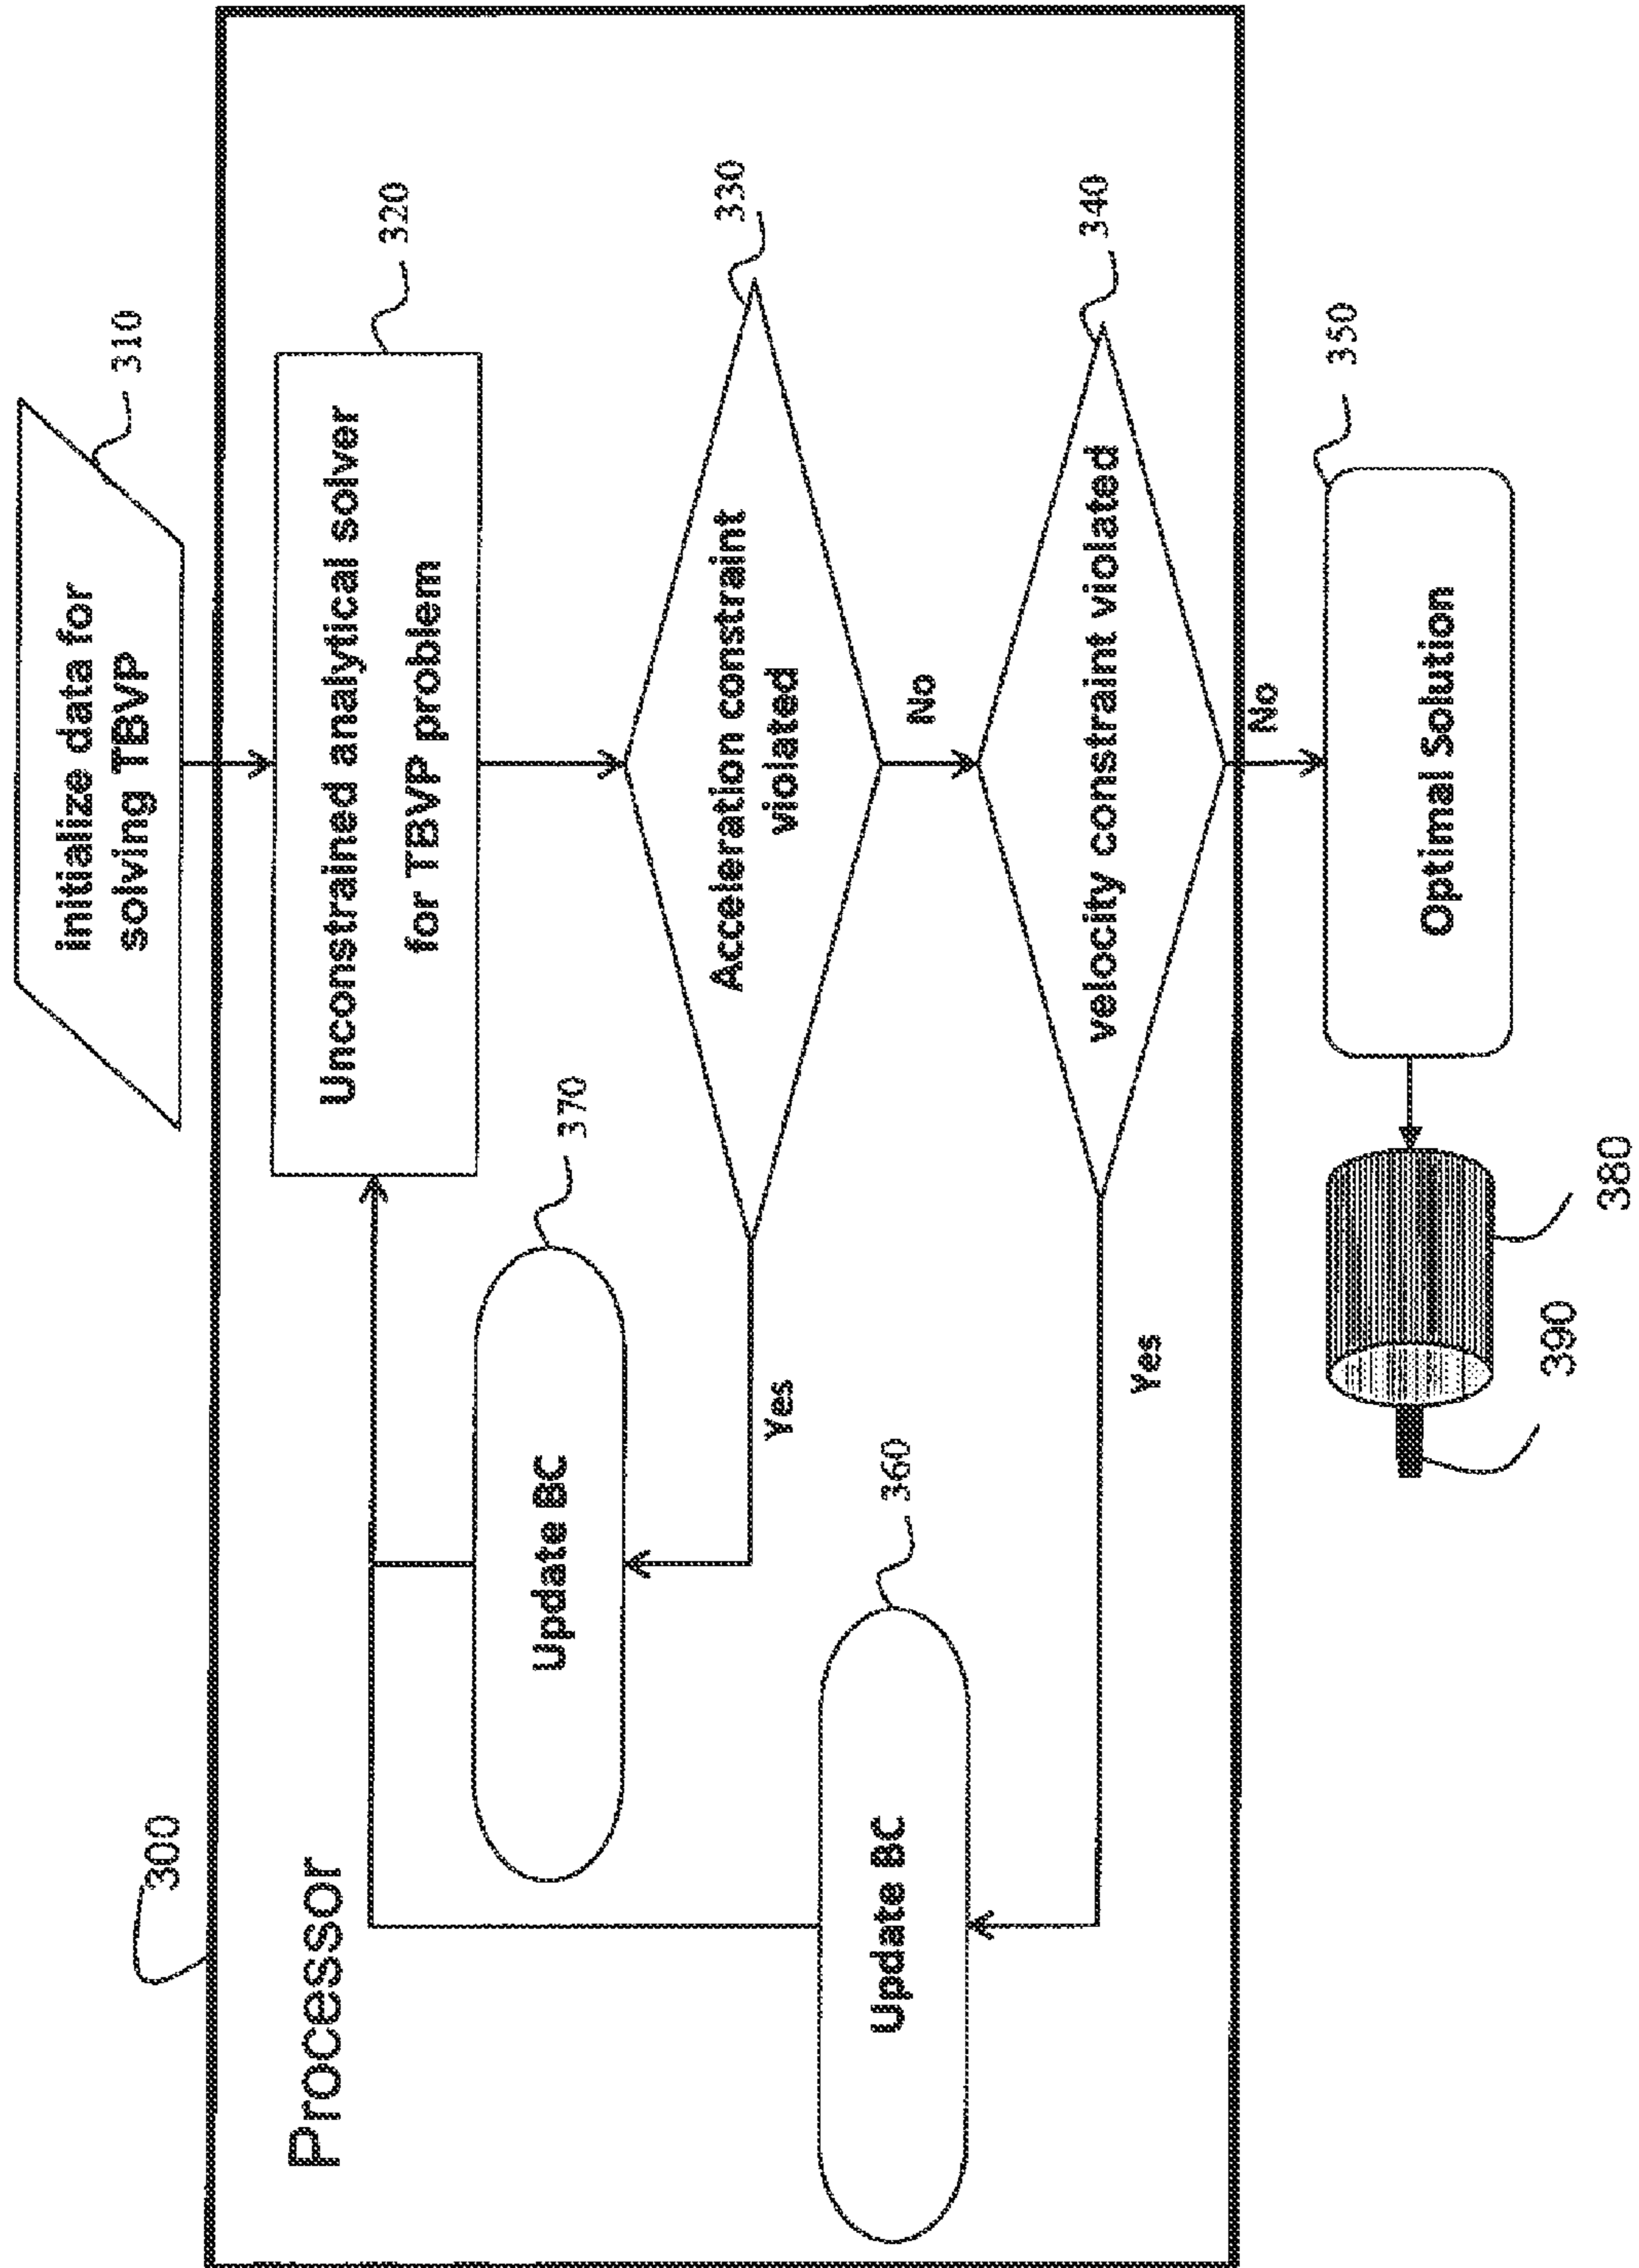 initialize data for
solving TBVP
310
300
Processor
Unconstrained analytical solver
for TBVP problem
320
370
Update BC
Acceleration constraint
violated
330
Yes
No
360
Update BC
velocity constraint violated
340
Yes
No
Optimal Solution
350
380
390